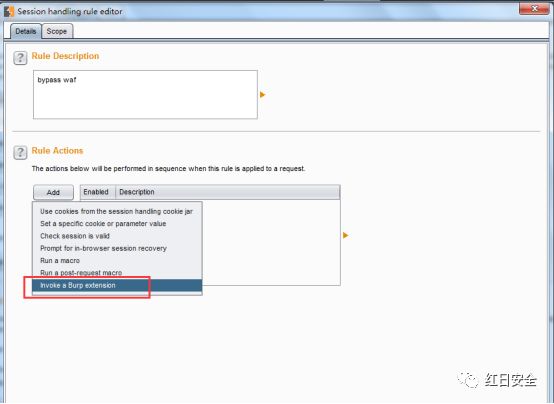 Session handling rule editor
Details
Scope
Rule Description
bypass waf
Rule Actions
The actions below will be performed in sequence when this rule is applied to a request.
Add
Enabled
Description
Use cookies from the session handling cookie jar
Set a specific cookie or parameter value
Check session is valid
Prompt for in-browser session recovery
Run a macro
Run a post-request macro
Invoke a Burp extension
红日安全